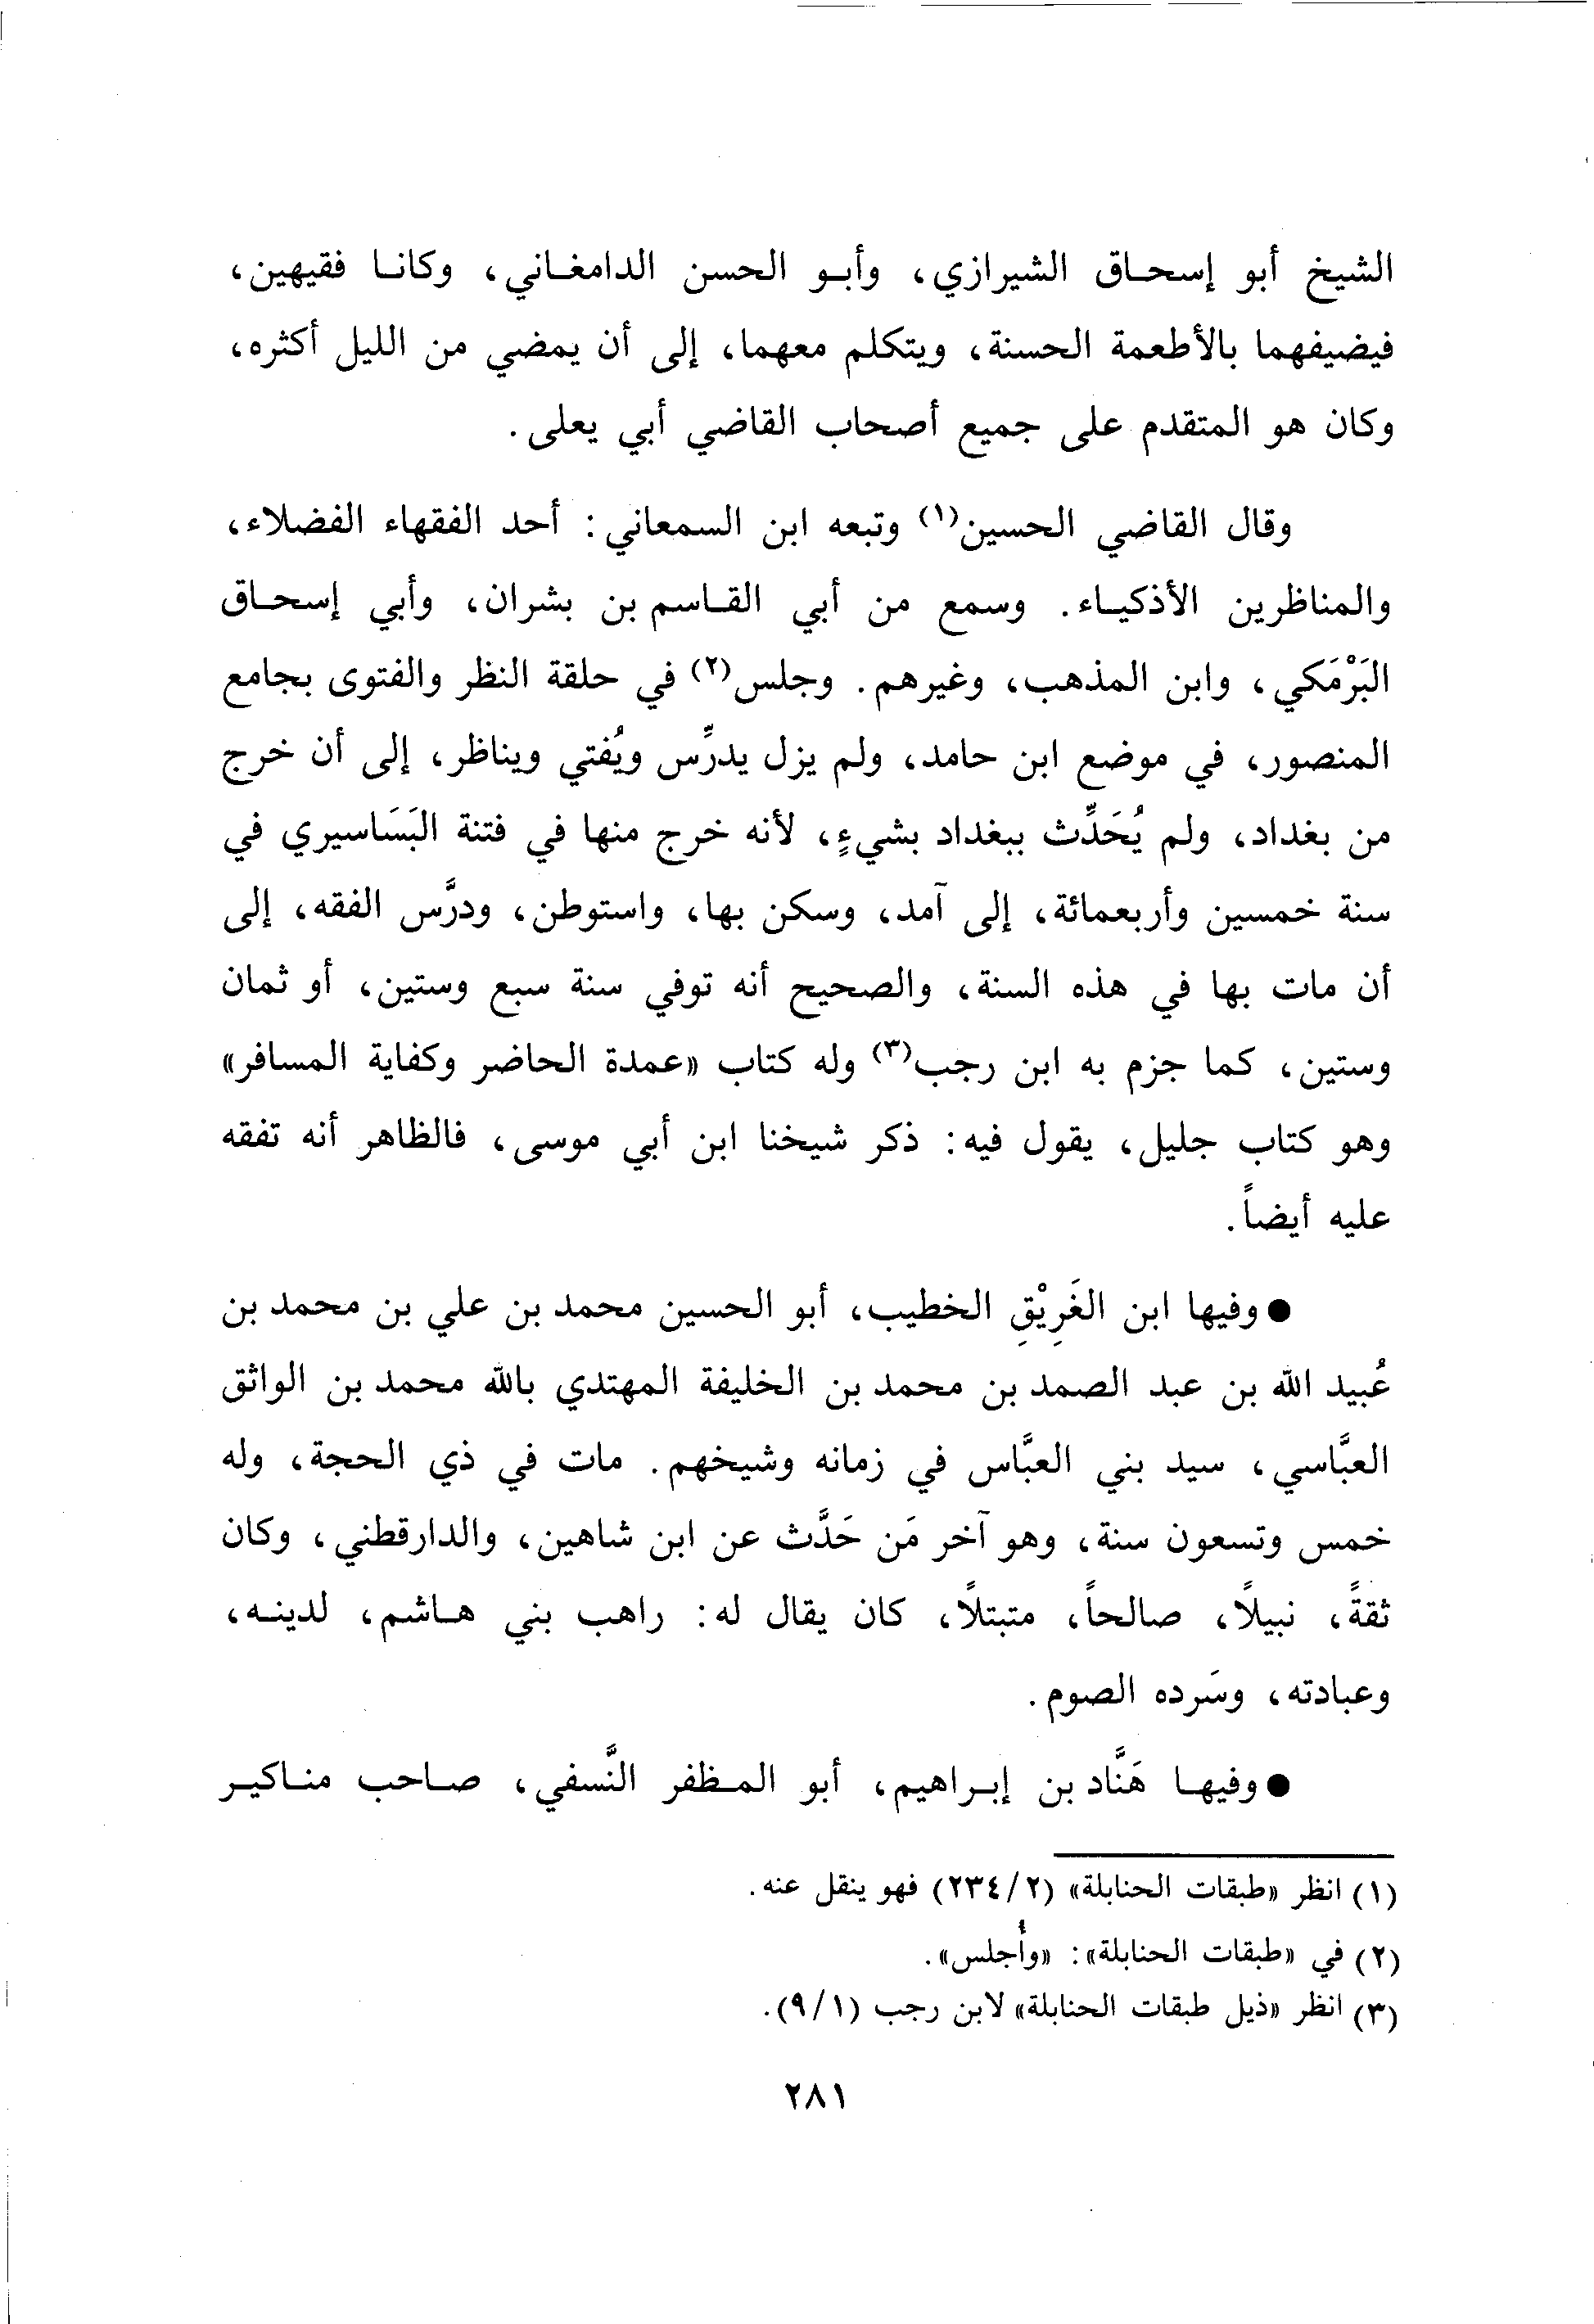 الشيخ أبو إسحاق الشيرازي، وأبو الحسن الدامغاني، وكانا فقيهين،
فيضيفهما بالأطعمة الحسنة، ويتكلم معهما، إلى أن يمضي من الليل أكثره،
وكان هو المتقدم على جميع أصحاب القاضي أبي يعلى.
وقال القاضي الحسين(١) وتبعه ابن السمعاني: أحد الفقهاء الفضلاء،
والمناظرين الأذكياء. وسمع من أبي القاسم بن بشران، وأبي إسحاق
البَرْمَكي، وابن المذهب، وغيرهم. وجلس(٢) في حلقة النظر والفتوى بجامع
المنصور، في موضع ابن حامد، ولم يزل يدرِّس ويُفتي ويناظر، إلى أن خرج
من بغداد، ولم يُحَدِّث ببغداد بشيءٍ، لأنه خرج منها في فتنة البَسَاسيري في
سنة خمسين وأربعمائة، إلى آمد، وسكن بها، واستوطن، ودرَّس الفقه، إلى
أن مات بها في هذه السنة، والصحيح أنه توفي سنة سبع وستين، أو ثمان
وستين، كما جزم به ابن رجب(٣) وله كتاب «عمدة الحاضر وكفاية المسافر»
وهو كتاب جليل، يقول فيه: ذكر شيخنا ابن أبي موسى، فالظاهر أنه تفقه
عليه أيضاً.
● وفيها ابن الغَرِيْقِ الخطيب، أبو الحسين محمد بن علي بن محمد بن
عُبيد الله بن عبد الصمد بن محمد بن الخليفة المهتدي بالله محمد بن الواثق
العبَّاسي، سيد بني العبَّاس في زمانه وشيخهم. مات في ذي الحجة، وله
خمس وتسعون سنة، وهو آخر مَن حَدَّث عن ابن شاهين، والدارقطني، وكان
ثقةً، نبيلاً، صالحاً، متبتلاً، كان يقال له: راهب بني هاشم، لدينه،
وعبادته، وسَرده الصوم.
● وفيها هَنَّاد بن إبراهيم، أبو المظفر النَّسفي، صاحب مناكير
(١) انظر «طبقات الحنابلة» (٢/٢٣٤) فهو ينقل عنه.
(٢) في «طبقات الحنابلة»: «وأُجلس».
(٣) انظر «ذيل طبقات الحنابلة» لابن رجب (١/٩).
٢٨١